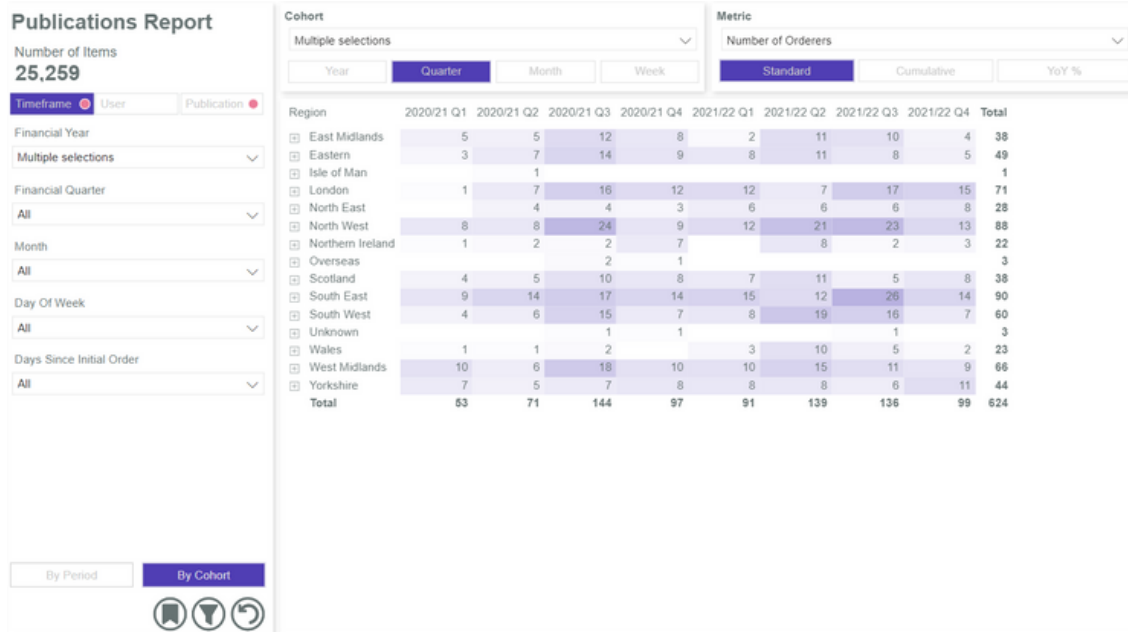 Publications Report
Number of Items
25,259
Timeframe User Publication
Financial Year
Multiple selections
Financial Quarter
All
Month
All
Day Of Week
All
Days Since Initial Order
All
By Period By Cohort
Cohort
Multiple selections
Year Quarter Month Week
Metric
Number of Orderers
Standard Cumulative YoY %
Region 2020/21 Q1 2020/21 Q2 2020/21 Q3 2020/21 Q4 2021/22 Q1 2021/22 Q2 2021/22 Q3 2021/22 Q4 Total
East Midlands 5 5 12 8 2 11 10 4 38
Eastern 3 7 14 9 8 11 8 5 49
Isle of Man 1 1
London 1 7 16 12 12 7 17 15 71
North East 4 4 3 6 6 6 8 28
North West 8 8 24 9 12 21 23 13 88
Northern Ireland 1 2 2 7 8 2 3 22
Overseas 2 1 3
Scotland 4 5 10 8 7 11 5 8 38
South East 9 14 17 14 15 12 26 14 90
South West 4 6 15 7 8 19 16 7 60
Unknown 1 1 1 3
Wales 1 1 2 3 10 5 2 23
West Midlands 10 6 18 10 10 15 11 9 66
Yorkshire 7 5 7 8 8 8 6 11 44
Total 53 71 144 97 91 139 136 99 624